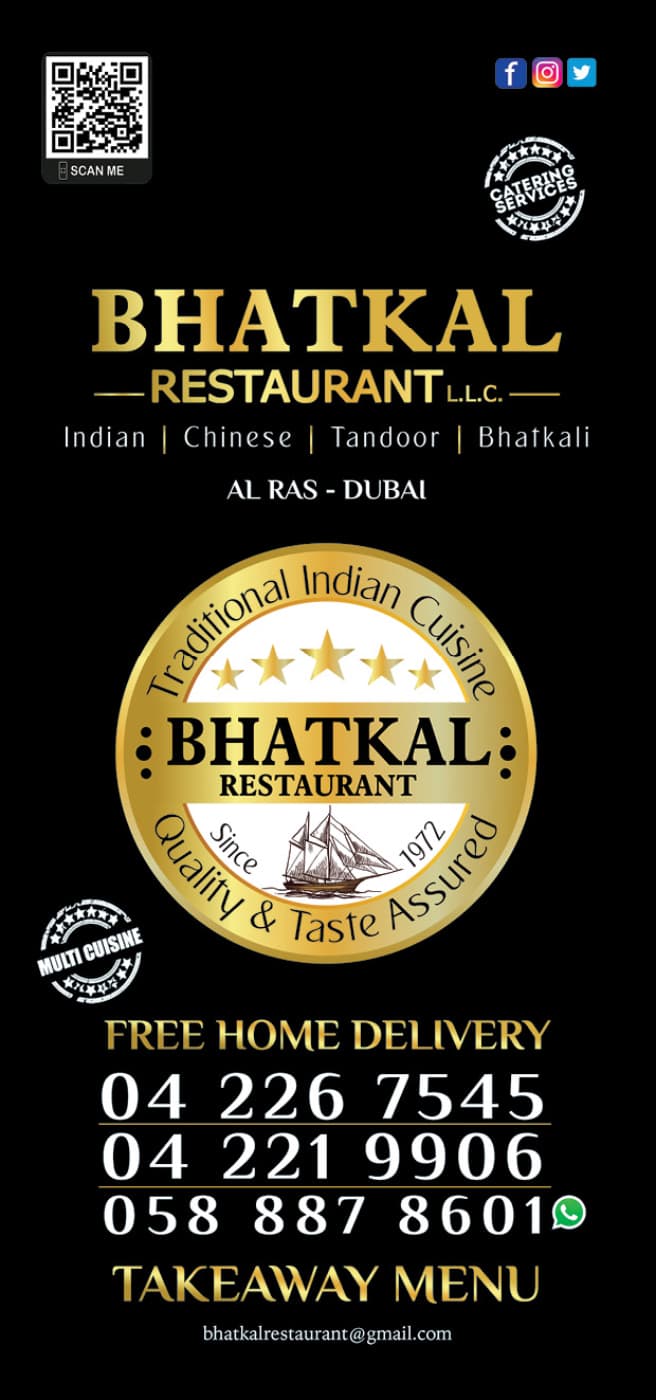 SCAN ME
f
CATERING
SERVICES
BHATKAL
RESTAURANT L.L.C.
Indian | Chinese | Tandoor | Bhatkali
AL RAS - DUBAI
Traditional Indian Cuisine
BHATKAL
RESTAURANT
Since 1972
Quality & Taste Assured
MULTI CUISINE
FREE HOME DELIVERY
04 226 7545
04 221 9906
058 887 8601
TAKEAWAY MENU
bhatkalrestaurant@gmail.com